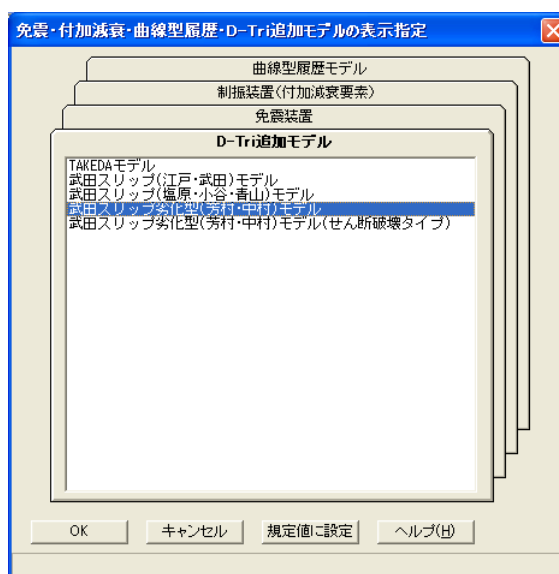 免震・付加減衰・曲線型履歴・D-Tri追加モデルの表示指定
曲線型履歴モデル
制振装置(付加減衰要素)
免震装置
D-Tri追加モデル
TAKEDAモデル
武田スリップ(江戸・武田)モデル
武田スリップ(塩原・小谷・青山)モデル
武田スリップ劣化型(芳村・中村)モデル
武田スリップ劣化型(芳村・中村)モデル(せん断破壊タイプ)
OK キャンセル 規定値に設定 ヘルプ(H)